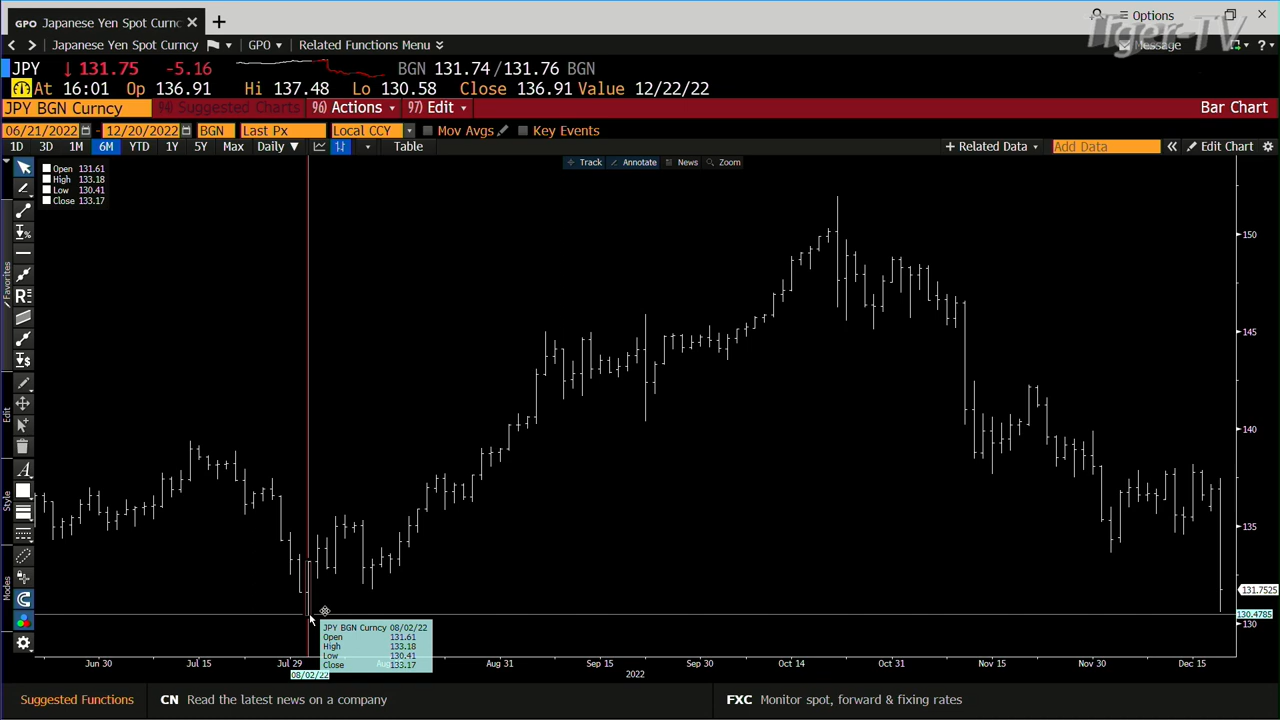 GPO Japanese Yen Spot Curnc
Options
Tiger-TV
Japanese Yen Spot Curncy
GPO
Related Functions Menu
Message
JPY 131.75 -5.16 BGN 131.74/131.76 BGN
At 16:01 Op 136.91 Hi 137.48 Lo 130.58 Close 136.91 Value 12/22/22
JPY BGN Curncy 94) Suggested Charts 96) Actions 97) Edit Bar Chart
06/21/2022 12/20/2022 BGN Last Px Local CCY Mov Avgs Key Events
1D 3D 1M 6M YTD 1Y 5Y Max Daily ▼ Table + Related Data Add Data Edit Chart
Track Annotate News Zoom
Open 131.61
High 133.18
Low 130.41
Close 133.17
Favorites
Edit
Style
Modes
150
145
140
135
131.7525
130.4785
130
JPY BGN Curncy 08/02/22
Open 131.61
High 133.18
Low 130.41
Close 133.17
Jun 30 Jul 15 Jul 29 Aug 31 Sep 15 Sep 30 Oct 14 Oct 31 Nov 15 Nov 30 Dec 15
08/02/22
2022
Suggested Functions CN Read the latest news on a company FXC Monitor spot, forward & fixing rates